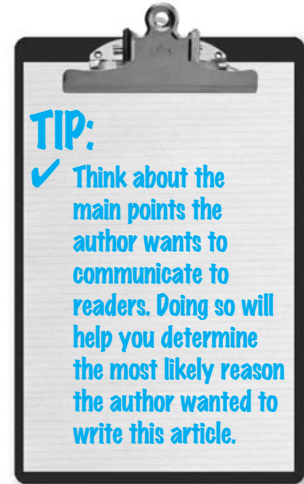 TIP:
✔ Think about the
main points the
author wants to
communicate to
readers. Doing so will
help you determine
the most likely reason
the author wanted to
write this article.